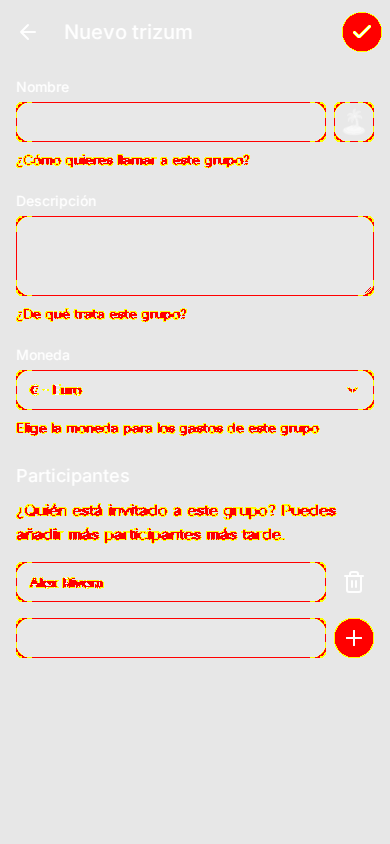 Nuevo trizum
Nombre
¿Cómo quieres llamar a este grupo?
Descripción
¿De qué trata este grupo?
Moneda
€ - Euro
Elige la moneda para los gastos de este grupo
Participantes
¿Quién está invitado a este grupo? Puedes
añadir más participantes más tarde.
Alex Rivera